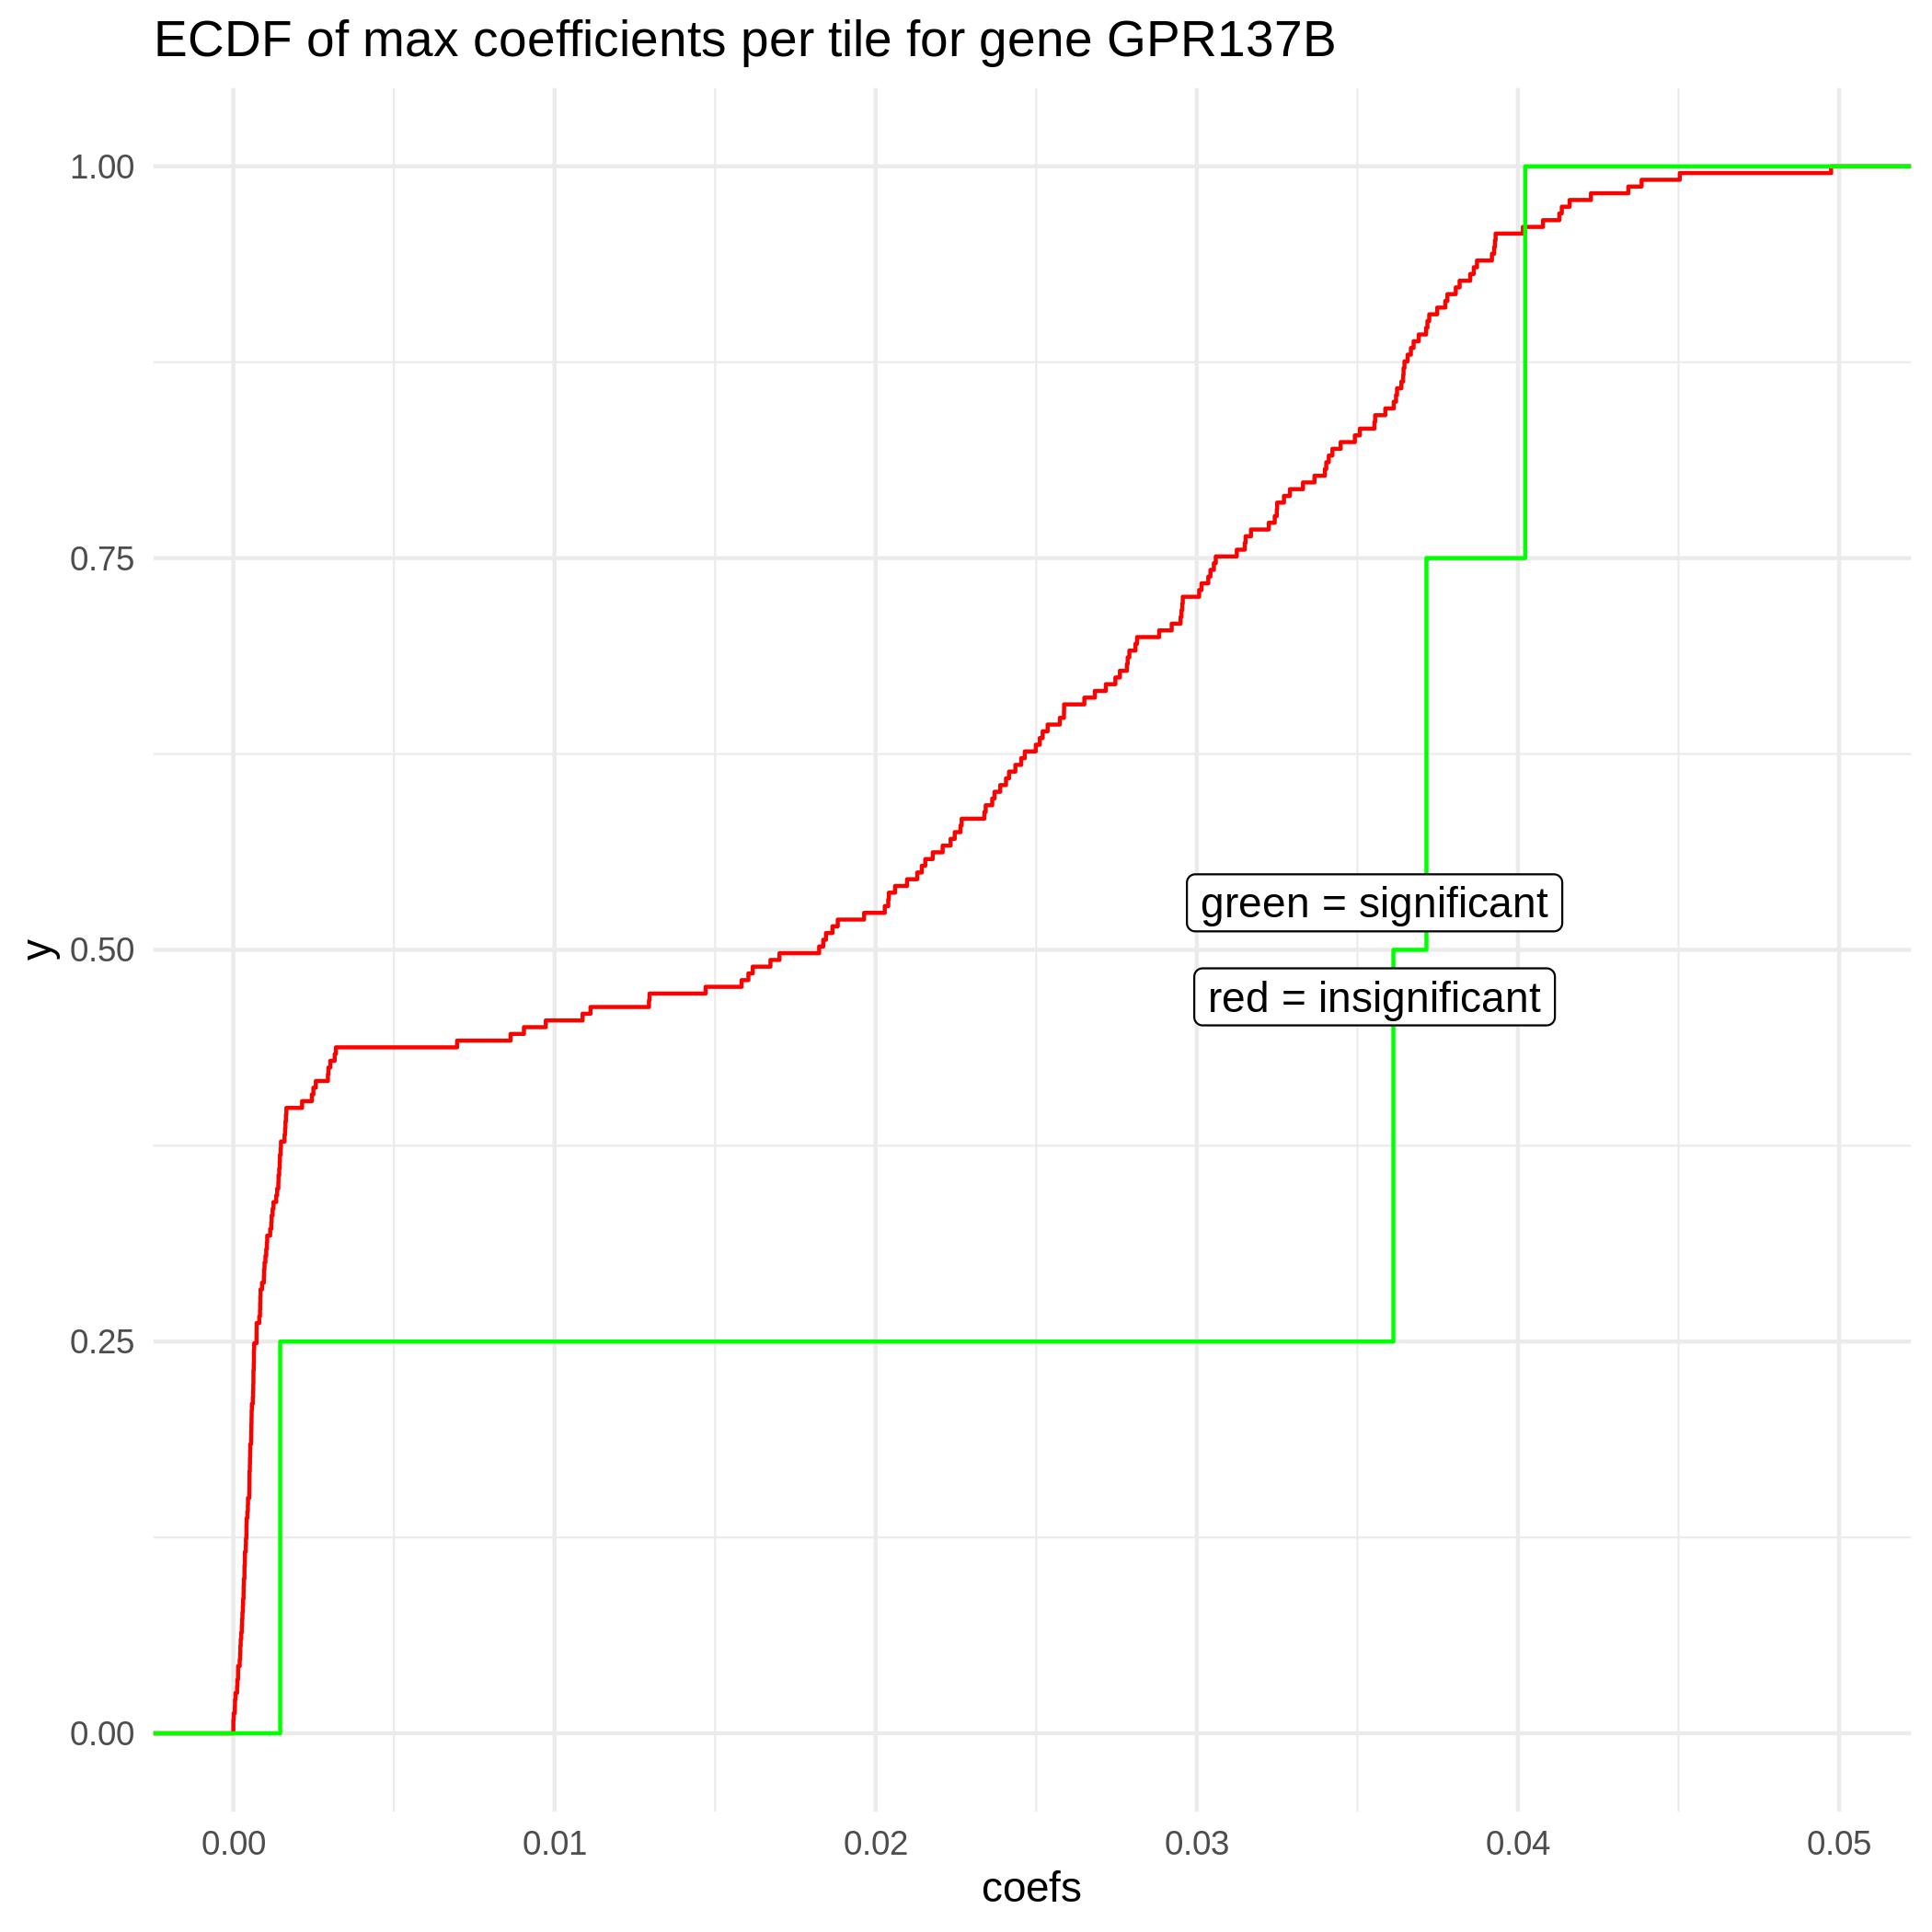 ECDF of max coefficients per tile for gene GPR137B
1.00
0.75
0.50
0.25
0.00
y
green = significant
red = insignificant
0.00 0.01 0.02 0.03 0.04 0.05
coefs